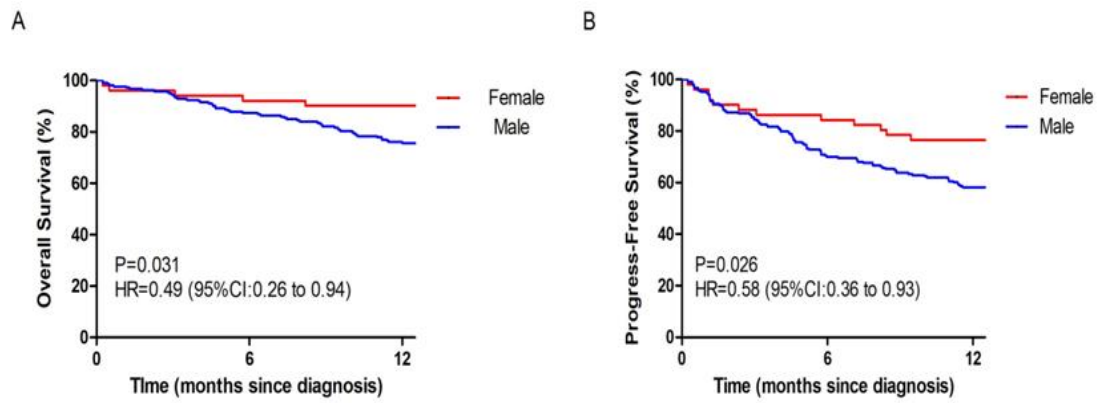 A
Overall Survival (%)
100
80
60
40
20
0
0
6
12
TIme (months since diagnosis)
Female
Male
P=0.031
HR=0.49 (95%CI:0.26 to 0.94)
B
Progress-Free Survival (%)
100
80
60
40
20
0
0
6
12
Time (months since diagnosis)
Female
Male
P=0.026
HR=0.58 (95%CI:0.36 to 0.93)